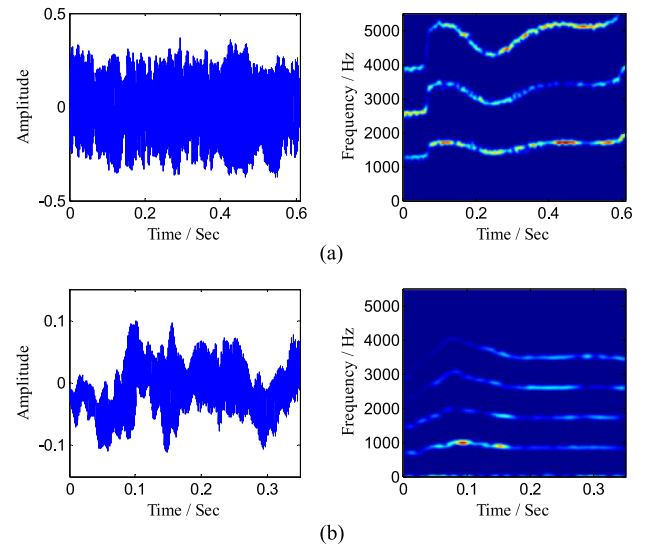 0.5
0
-0.5
Amplitude
0 0.2 0.4 0.6
Time / Sec
5000
4000
3000
2000
1000
0
Frequency / Hz
0 0.2 0.4 0.6
Time / Sec
(a)
0.1
0
-0.1
Amplitude
0 0.1 0.2 0.3
Time / Sec
5000
4000
3000
2000
1000
0
Frequency / Hz
0 0.1 0.2 0.3
Time / Sec
(b)